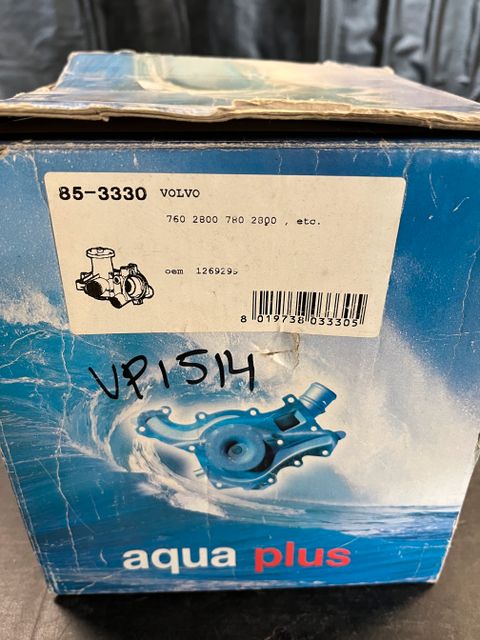 85-3330 VOLVO
760 2800 780 2800 , etc.
oem 1269295
8 019738 033305
VP1514
aqua plus